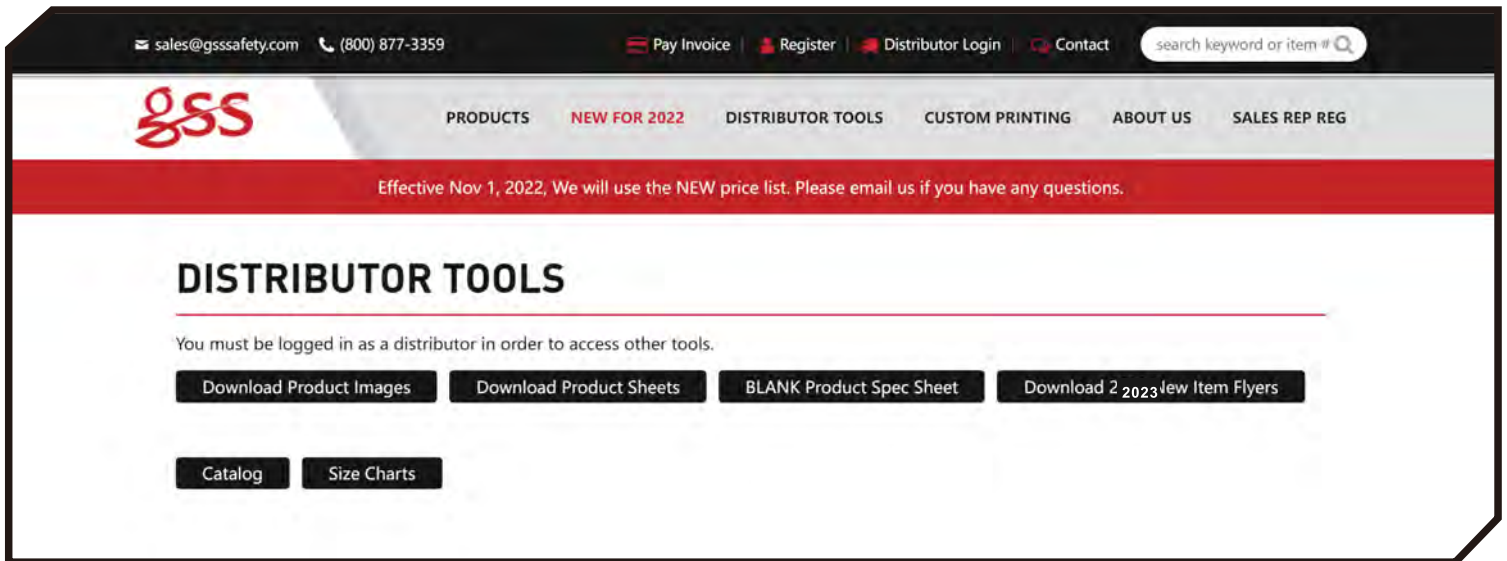 sales@gsssafety.com (800) 877-3359 Pay Invoice Register Distributor Login Contact search keyword or item #
gss
PRODUCTS NEW FOR 2022 DISTRIBUTOR TOOLS CUSTOM PRINTING ABOUT US SALES REP REG
Effective Nov 1, 2022, We will use the NEW price list. Please email us if you have any questions.
DISTRIBUTOR TOOLS
You must be logged in as a distributor in order to access other tools.
Download Product Images Download Product Sheets BLANK Product Spec Sheet Download 2 2023 New Item Flyers
Catalog Size Charts